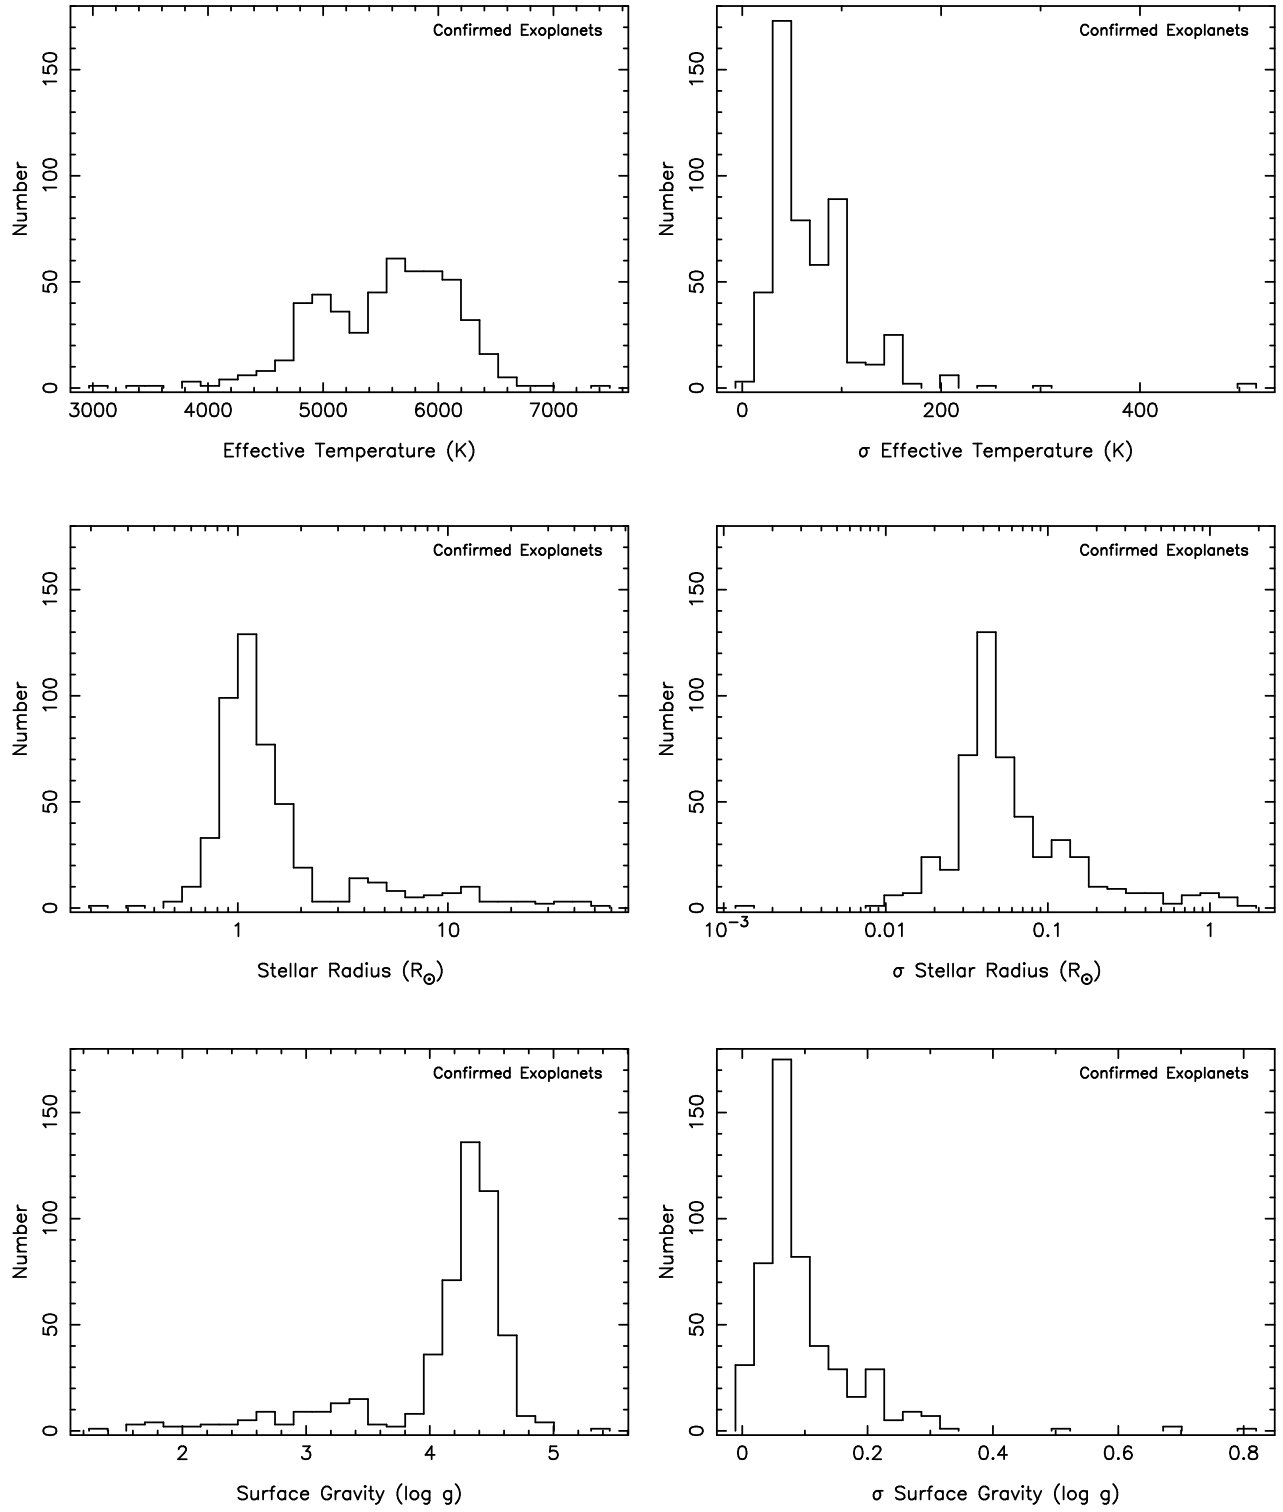 Confirmed Exoplanets
Number
0 50 100 150
3000 4000 5000 6000 7000
Effective Temperature (K)
Confirmed Exoplanets
Number
0 50 100 150
0 200 400
σ Effective Temperature (K)
Confirmed Exoplanets
Number
0 50 100 150
1 10
Stellar Radius (R⊙)
Confirmed Exoplanets
Number
0 50 100 150
10⁻³ 0.01 0.1 1
σ Stellar Radius (R⊙)
Confirmed Exoplanets
Number
0 50 100 150
2 3 4 5
Surface Gravity (log g)
Confirmed Exoplanets
Number
0 50 100 150
0 0.2 0.4 0.6 0.8
σ Surface Gravity (log g)